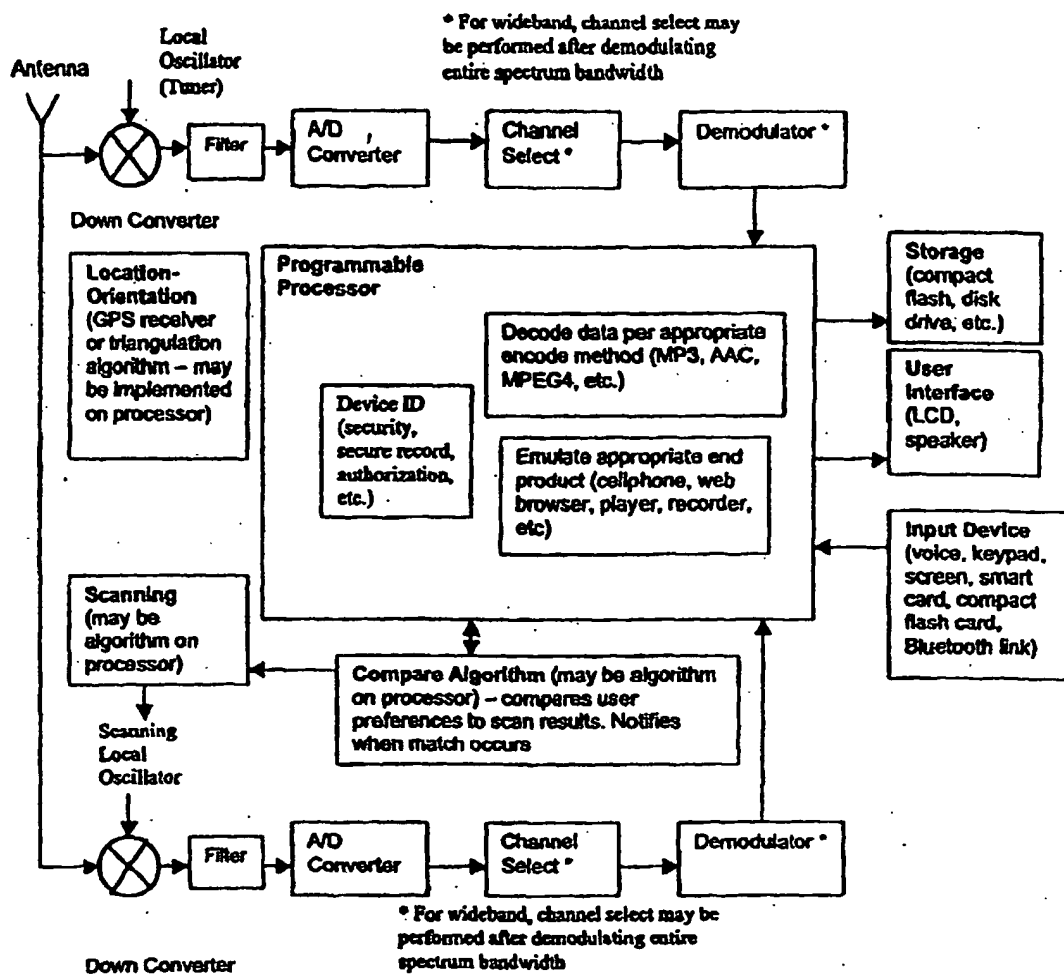 * For wideband, channel select may
be performed after demodulating
entire spectrum bandwidth
Local
Oscillator
(Tuner)
Antenna
Filter
A/D
Converter
Channel
Select *
Demodulator *
Down Converter
Location-
Orientation
(GPS receiver
or triangulation
algorithm – may
be implemented
on processor)
Programmable
Processor
Decode data per appropriate
encode method (MP3, AAC,
MPEG4, etc.)
Device ID
(security,
secure record,
authorization,
etc.)
Emulate appropriate end
product (cellphone, web
browser, player, recorder,
etc)
Storage
(compact
flash, disk
drive, etc.)
User
Interface
(LCD,
speaker)
Input Device
(voice, keypad,
screen, smart
card, compact
flash card,
Bluetooth link)
Scanning
(may be
algorithm on
processor)
Compare Algorithm (may be algorithm
on processor) – compares user
preferences to scan results. Notifies
when match occurs
Scanning
Local
Oscillator
Filter
A/D
Converter
Channel
Select *
Demodulator *
* For wideband, channel select may be
performed after demodulating entire
spectrum bandwidth
Down Converter